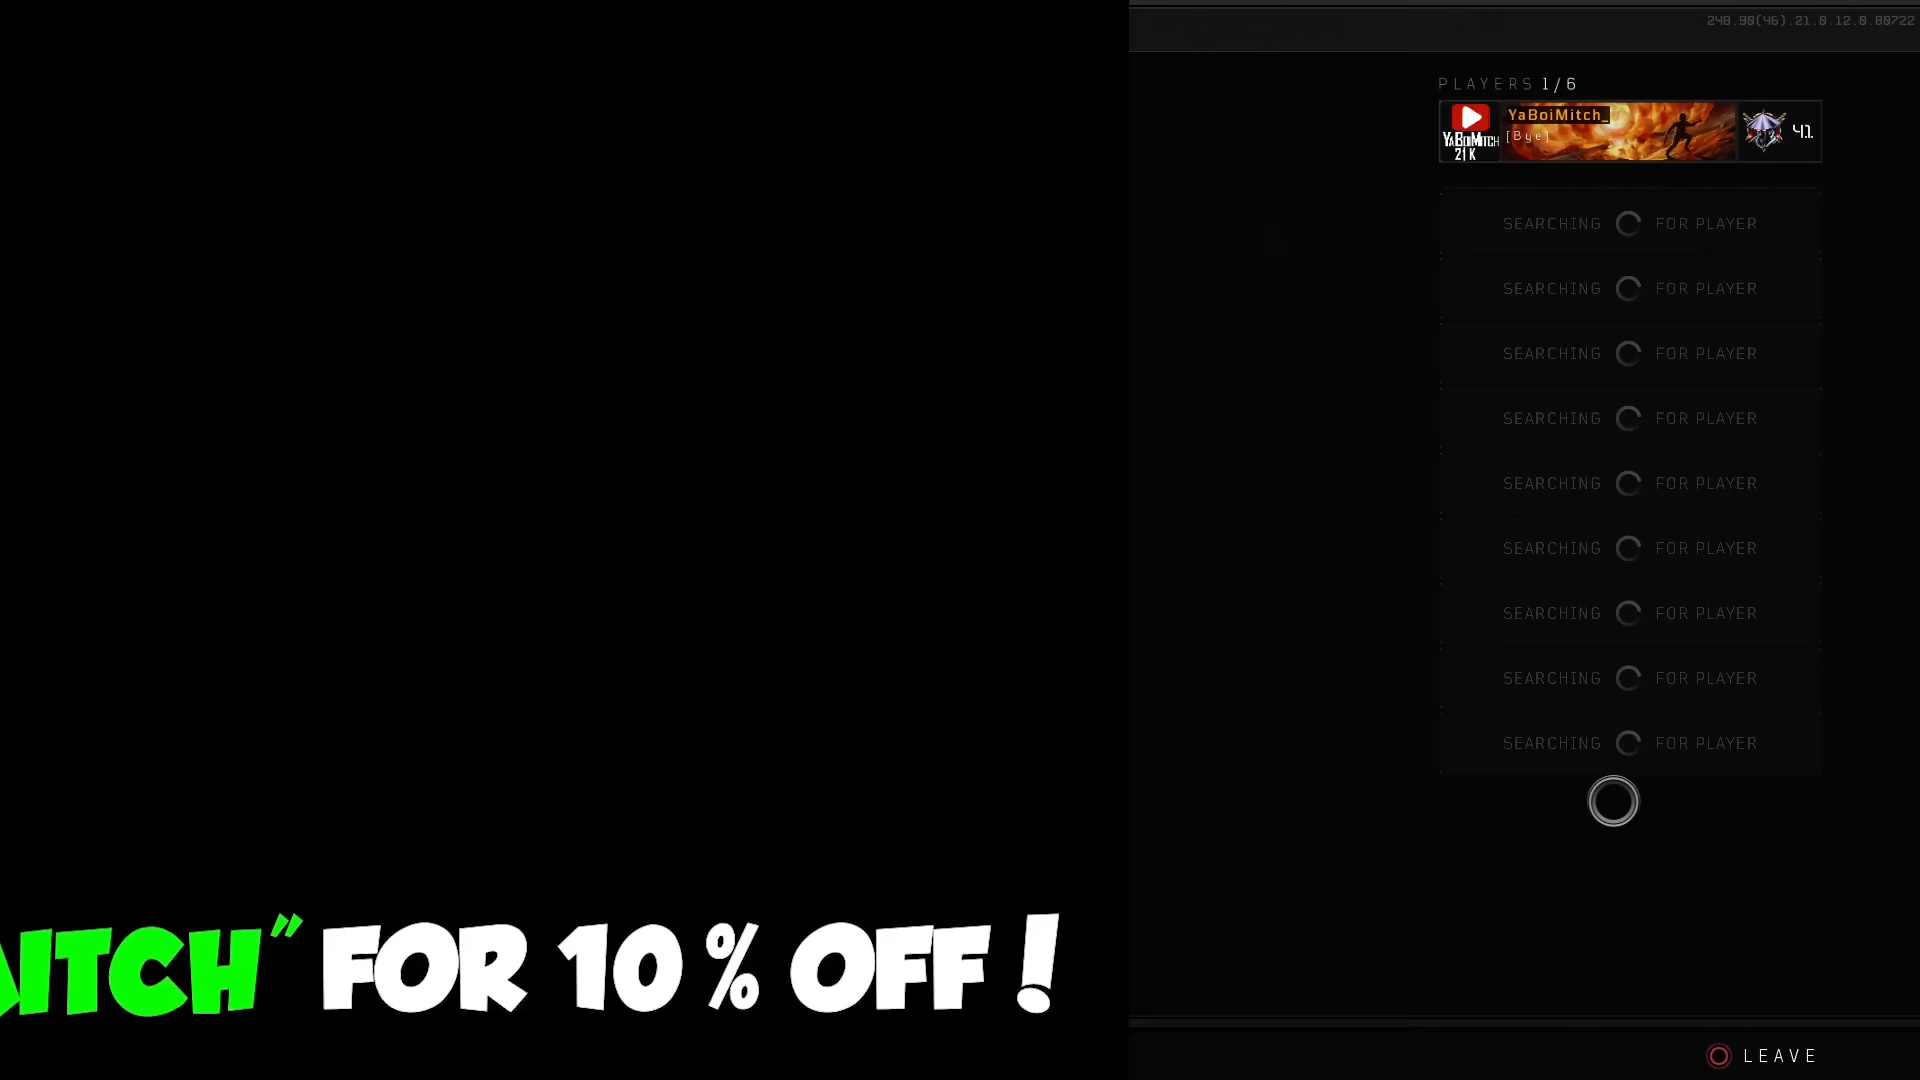 248.90(46).21.0.12.0.80722
PLAYERS 1/6
YaBoiMitch_
[Bye]
YaBoiMitch
21K
41
SEARCHING FOR PLAYER
SEARCHING FOR PLAYER
SEARCHING FOR PLAYER
SEARCHING FOR PLAYER
SEARCHING FOR PLAYER
SEARCHING FOR PLAYER
SEARCHING FOR PLAYER
SEARCHING FOR PLAYER
SEARCHING FOR PLAYER
ITCH” FOR 10 % OFF!
LEAVE